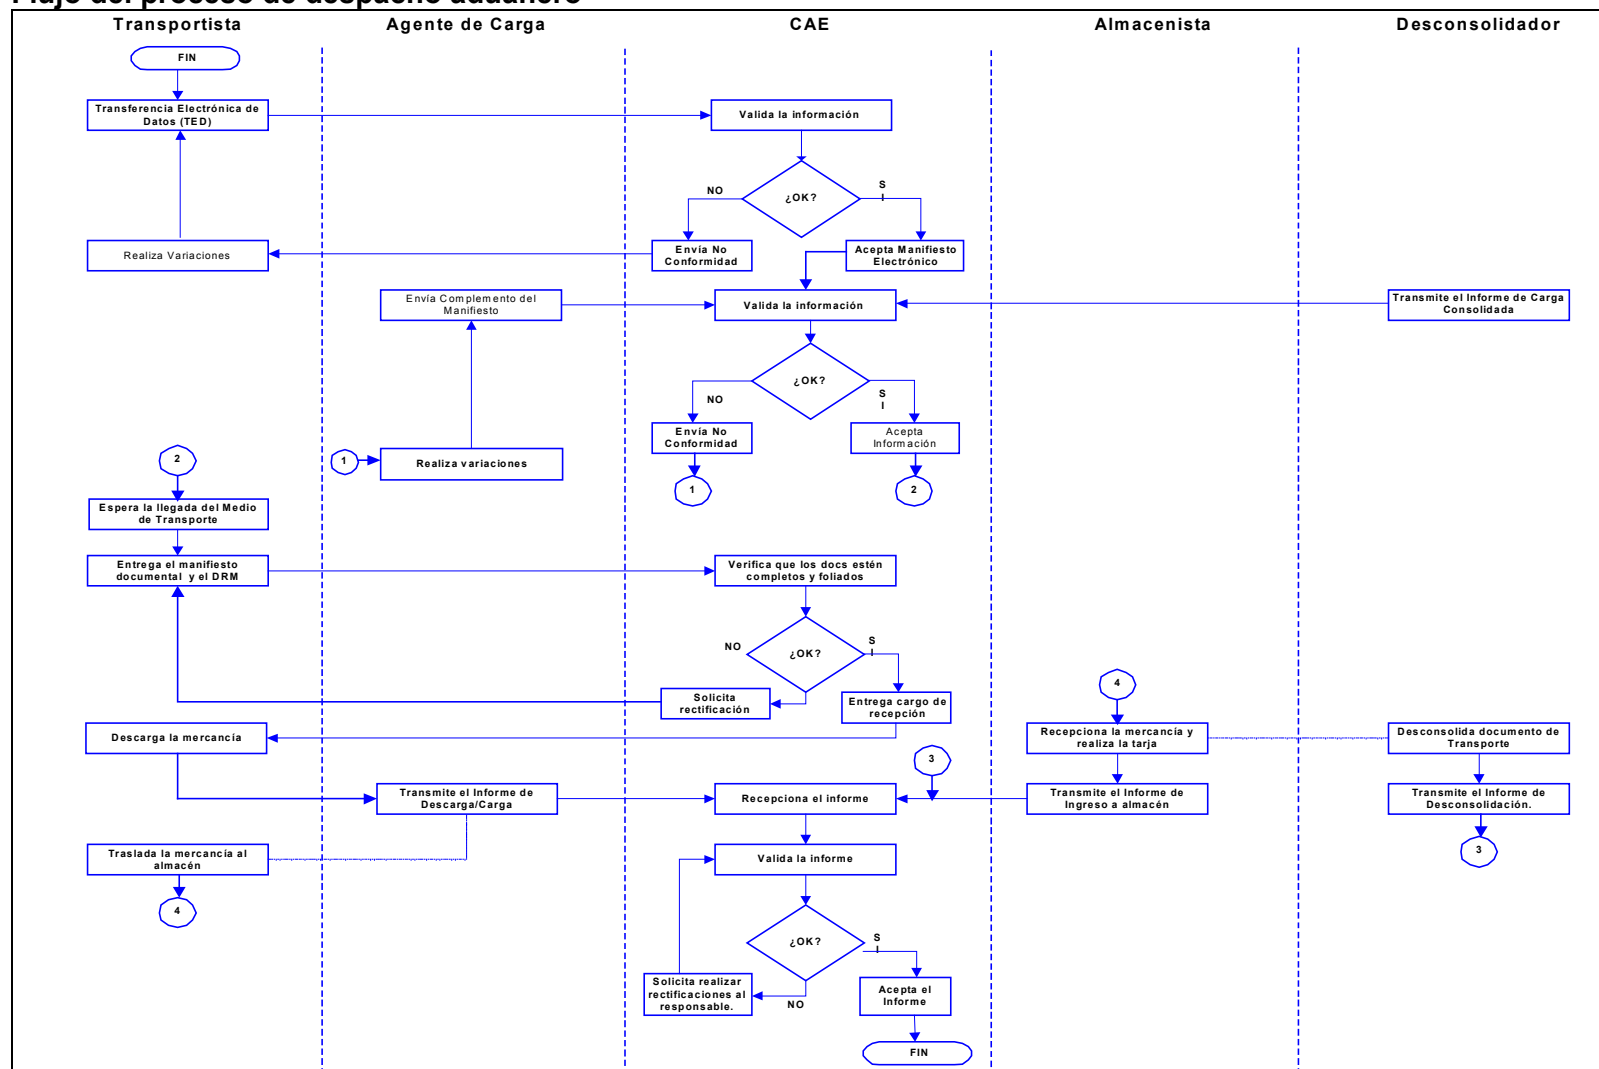 Flujo del proceso de despacho aduanero
Transportista
Agente de Carga
CAE
Almacenista
Desconsolidador
FIN
Transferencia Electrónica de
Datos (TED)
Valida la información
¿OK?
NO
S
I
Realiza Variaciones
Envía No
Conformidad
Acepta Manifiesto
Electrónico
Envía Complemento del
Manifiesto
Valida la información
Transmite el Informe de Carga
Consolidada
¿OK?
NO
S
I
Envía No
Conformidad
Acepta
Información
2
1
Realiza variaciones
1
2
Espera la llegada del Medio
de Transporte
Entrega el manifiesto
documental y el DRM
Verifica que los docs estén
completos y foliados
¿OK?
NO
S
I
Solicita
rectificación
Entrega cargo de
recepción
4
Descarga la mercancía
Recepciona la mercancía y
realiza la tarja
Desconsolida documento de
Transporte
3
Transmite el Informe de
Descarga/Carga
Recepciona el informe
Transmite el Informe de
Ingreso a almacén
Transmite el Informe de
Desconsolidación.
Traslada la mercancía al
almacén
Valida la informe
3
4
¿OK?
S
I
Solicita realizar
rectificaciones al
responsable.
NO
Acepta el
Informe
FIN